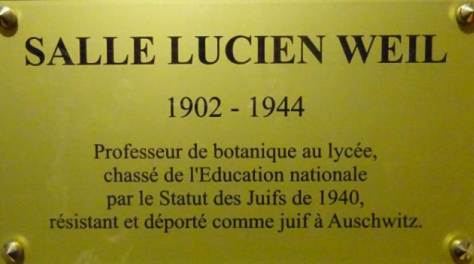 SALLE LUCIEN WEIL
1902 - 1944
Professeur de botanique au lycée,
chassé de l'Education nationale
par le Statut des Juifs de 1940,
résistant et déporté comme juif à Auschwitz.